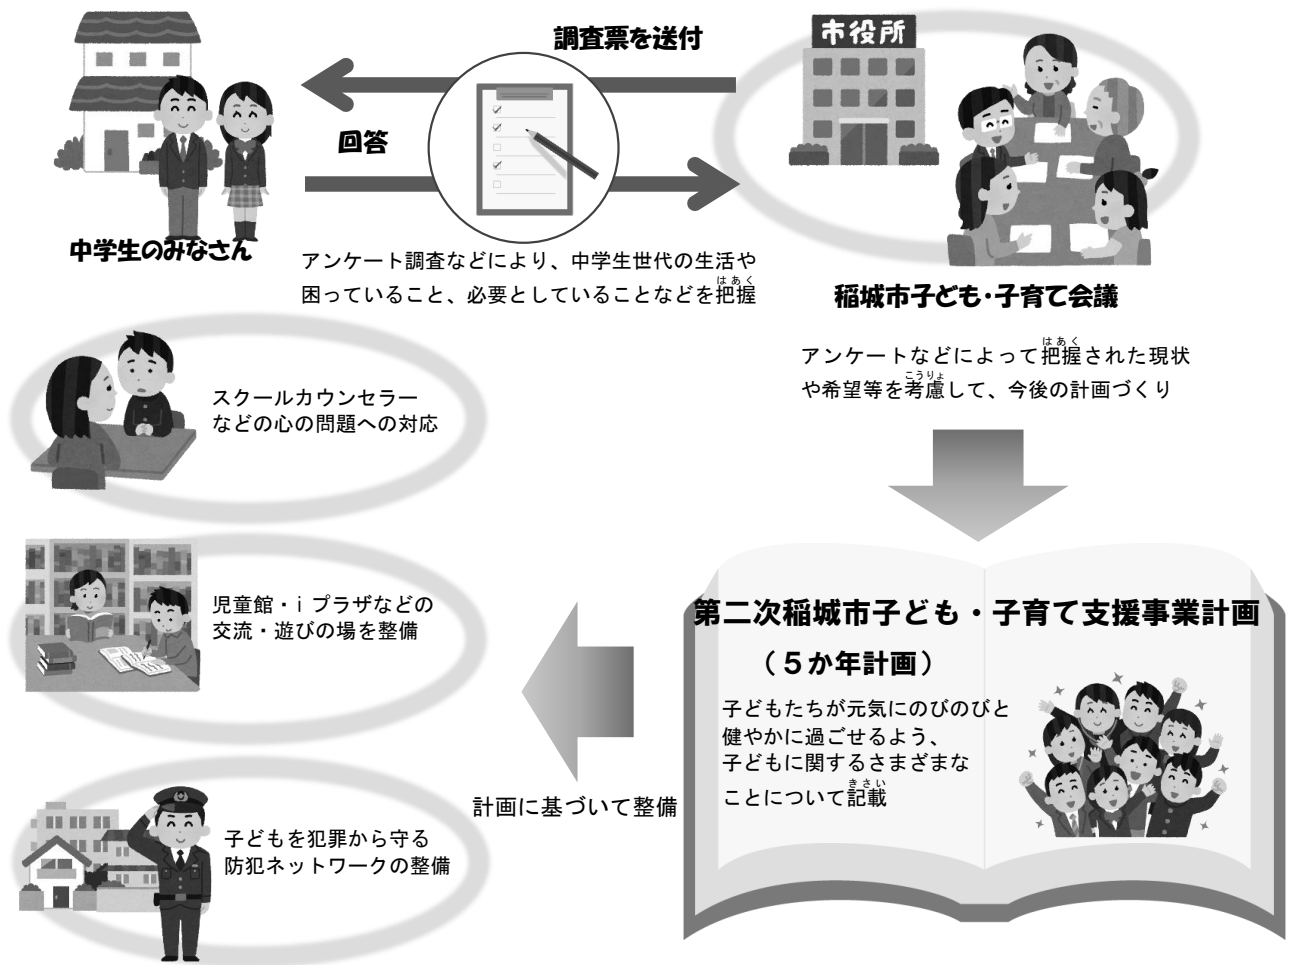 調査票を送付
市役所
回答
中学生のみなさん
アンケート調査などにより、中学生世代の生活や
困っていること、必要としていることなどを把握
はあく
稲城市子ども・子育て会議
アンケートなどによって把握された現状
はあく
や希望等を考慮して、今後の計画づくり
こうりょ
スクールカウンセラー
などの心の問題への対応
児童館・ｉプラザなどの
交流・遊びの場を整備
子どもを犯罪から守る
防犯ネットワークの整備
計画に基づいて整備
第二次稲城市子ども・子育て支援事業計画
（５か年計画）
子どもたちが元気にのびのびと
健やかに過ごせるよう、
子どもに関するさまざまな
ことについて記載
きさい